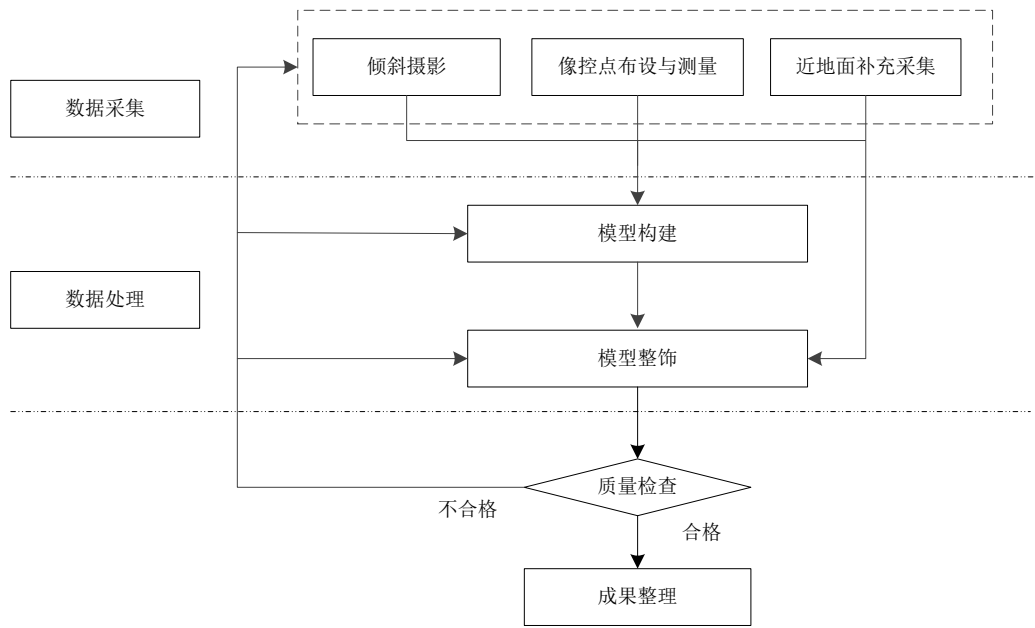 倾斜摄影
像控点布设与测量
近地面补充采集
数据采集
模型构建
数据处理
模型整饰
质量检查
不合格
合格
成果整理